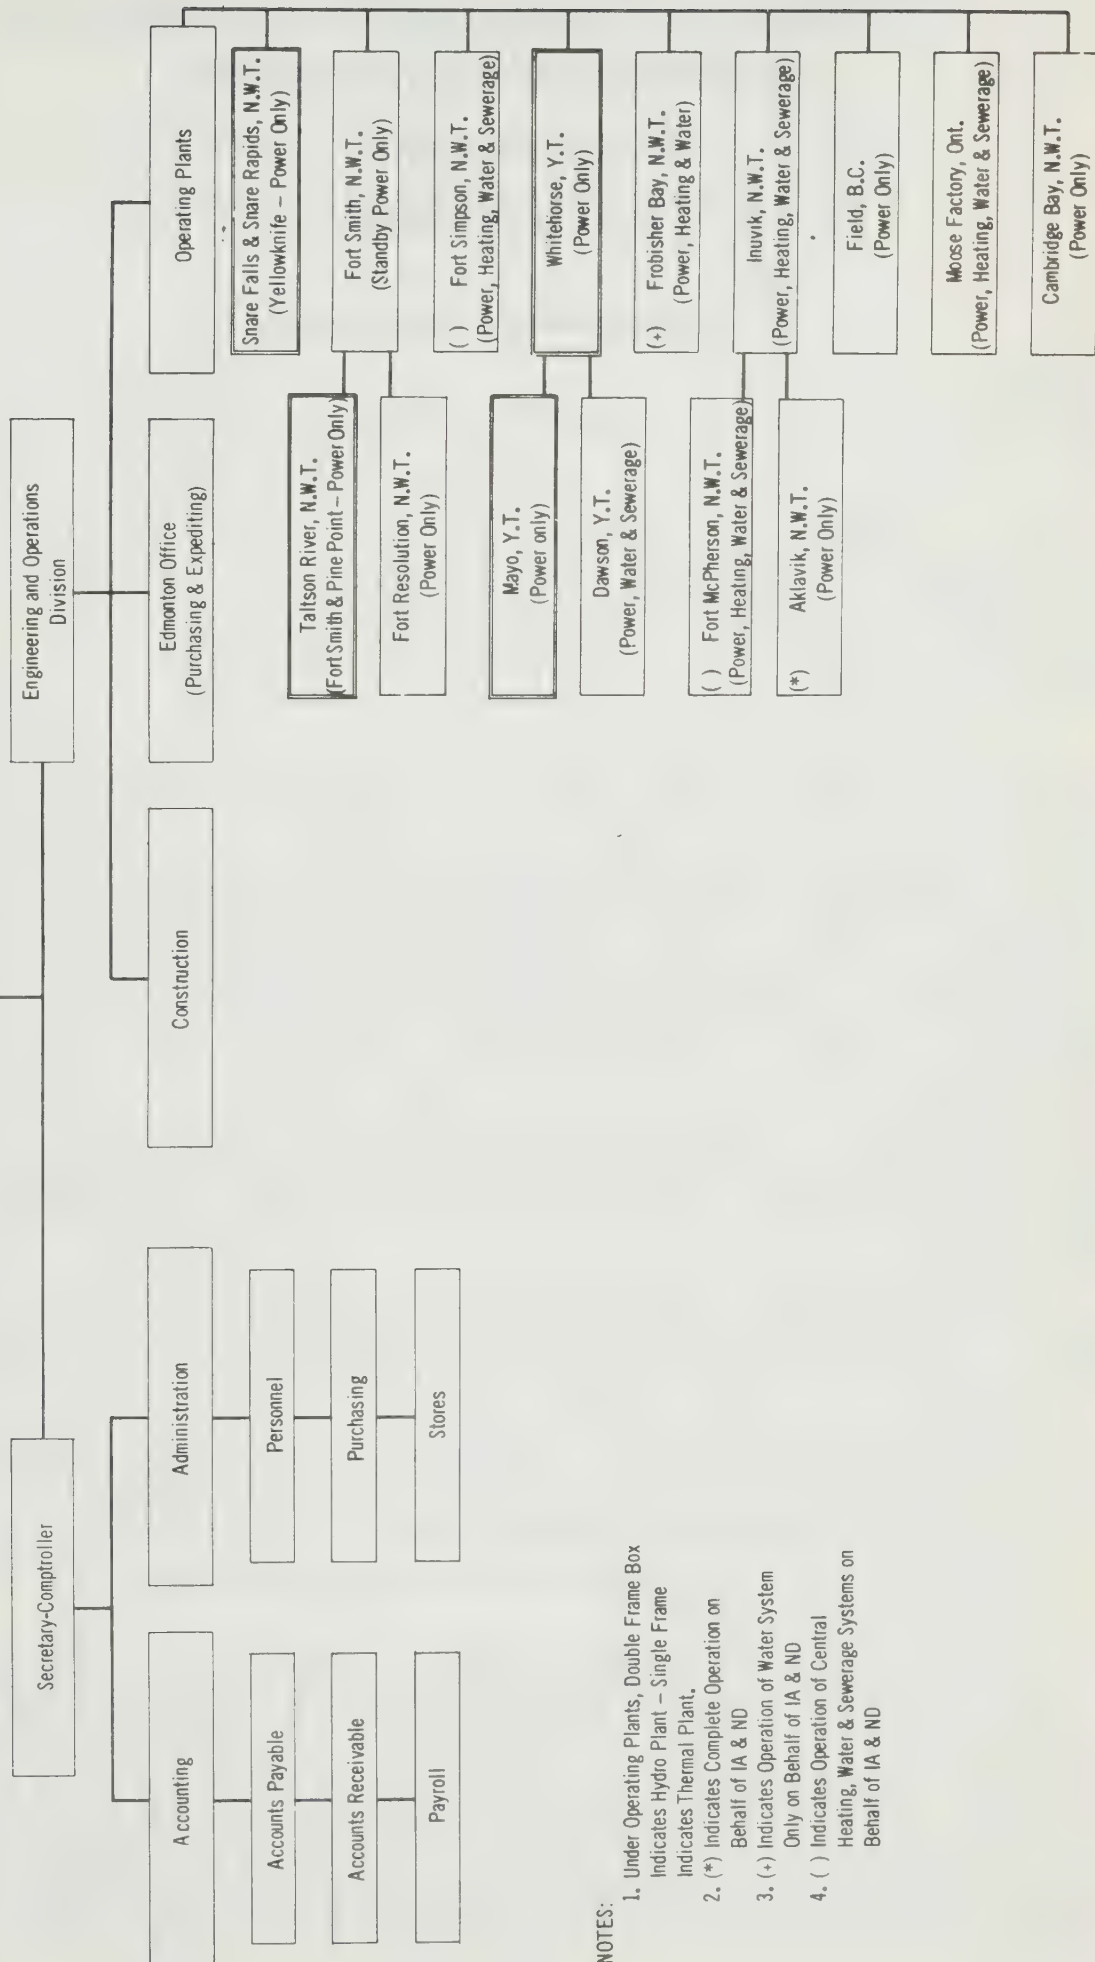 Secretary-Comptroller
Engineering and Operations
Division
Accounting
Administration
Construction
Edmonton Office
(Purchasing & Expediting)
Operating Plants
Accounts Payable
Accounts Receivable
Payroll
Personnel
Purchasing
Stores
Snare Falls & Snare Rapids, N.W.T.
(Yellowknife – Power Only)
Fort Smith, N.W.T.
(Standby Power Only)
Taltson River, N.W.T.
(Fort Smith & Pine Point – Power Only)
Fort Resolution, N.W.T.
(Power Only)
( ) Fort Simpson, N.W.T.
(Power, Heating, Water & Sewerage)
Whitehorse, Y.T.
(Power Only)
Mayo, Y.T.
(Power only)
Dawson, Y.T.
(Power, Water & Sewerage)
(+) Frobisher Bay, N.W.T.
(Power, Heating & Water)
Inuvik, N.W.T.
(Power, Heating, Water & Sewerage)
( ) Fort McPherson, N.W.T.
(Power, Heating, Water & Sewerage)
(*) Aklavik, N.W.T.
(Power Only)
Field, B.C.
(Power Only)
Moose Factory, Ont.
(Power, Heating, Water & Sewerage)
Cambridge Bay, N.W.T.
(Power Only)
NOTES:
1. Under Operating Plants, Double Frame Box
Indicates Hydro Plant – Single Frame
Indicates Thermal Plant.
2. (*) Indicates Complete Operation on
Behalf of IA & ND
3. (+) Indicates Operation of Water System
Only on Behalf of IA & ND
4. ( ) Indicates Operation of Central
Heating, Water & Sewerage Systems on
Behalf of IA & ND